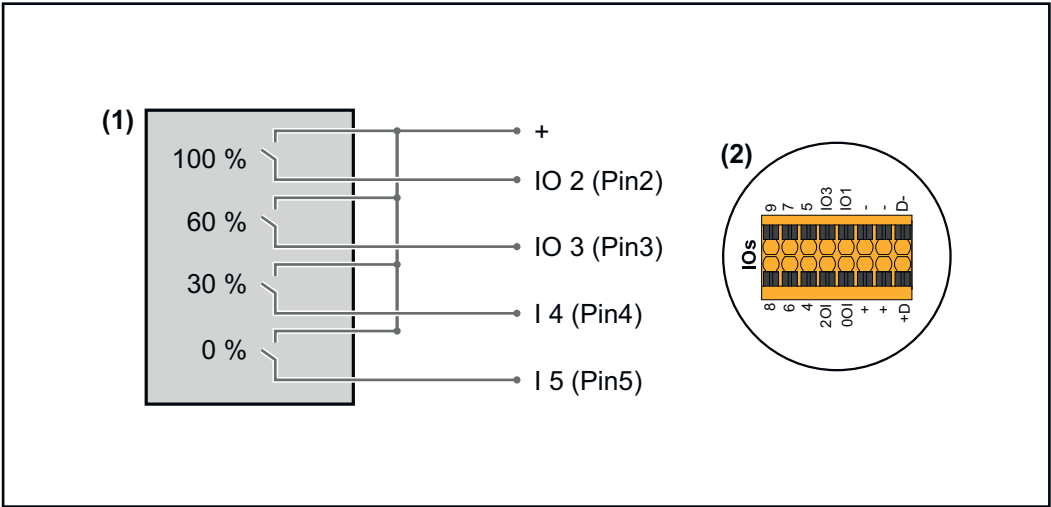 (1)
100 %
60 %
30 %
0 %
+
IO 2 (Pin2)
IO 3 (Pin3)
I 4 (Pin4)
I 5 (Pin5)
(2)
IOs
9 7 5 IO3 IO1 - - D-
8 6 4 2OI 0OI + + +D